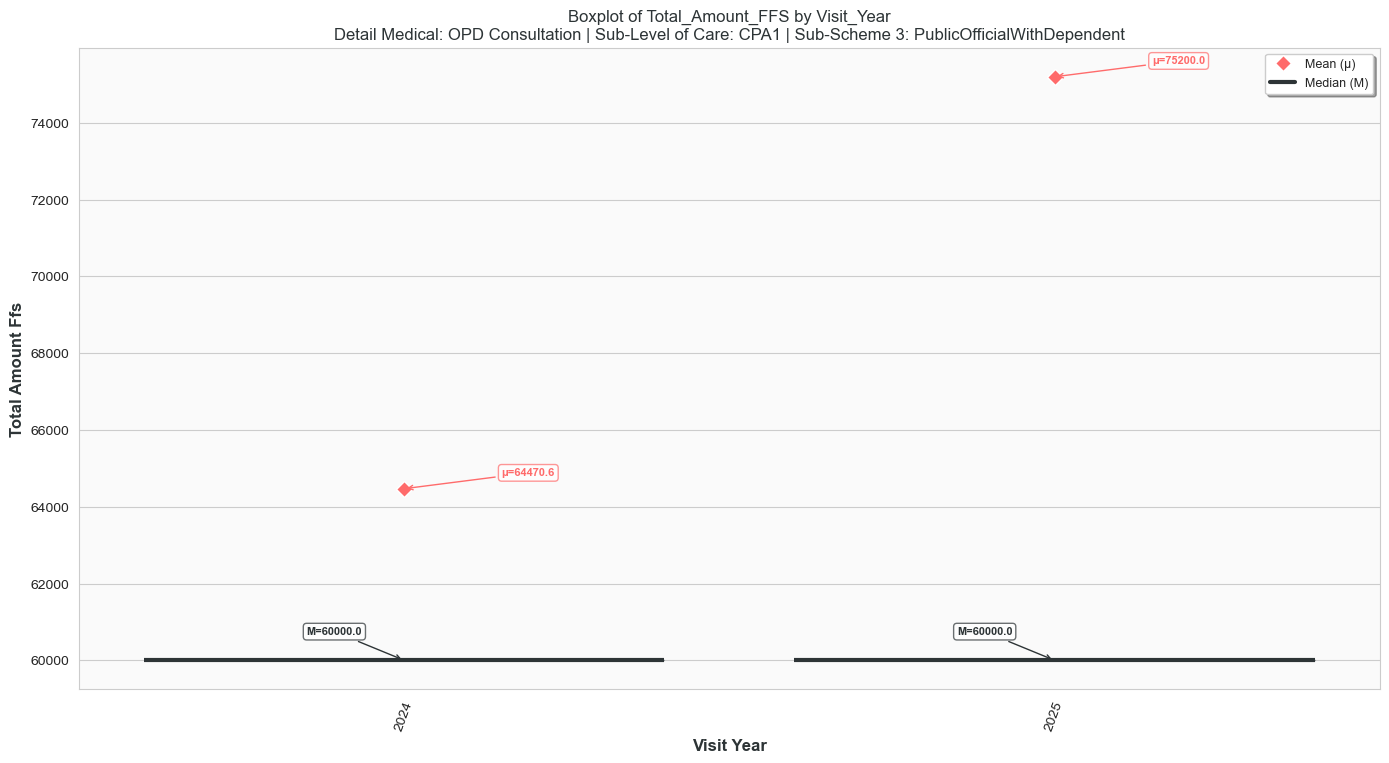 Boxplot of Total_Amount_FFS by Visit_Year
Detail Medical: OPD Consultation | Sub-Level of Care: CPA1 | Sub-Scheme 3: PublicOfficialWithDependent
μ=75200.0
Mean (μ)
Median (M)
74000
72000
70000
68000
66000
64000
62000
60000
Total Amount Ffs
μ=64470.6
M=60000.0
M=60000.0
2024
2025
Visit Year